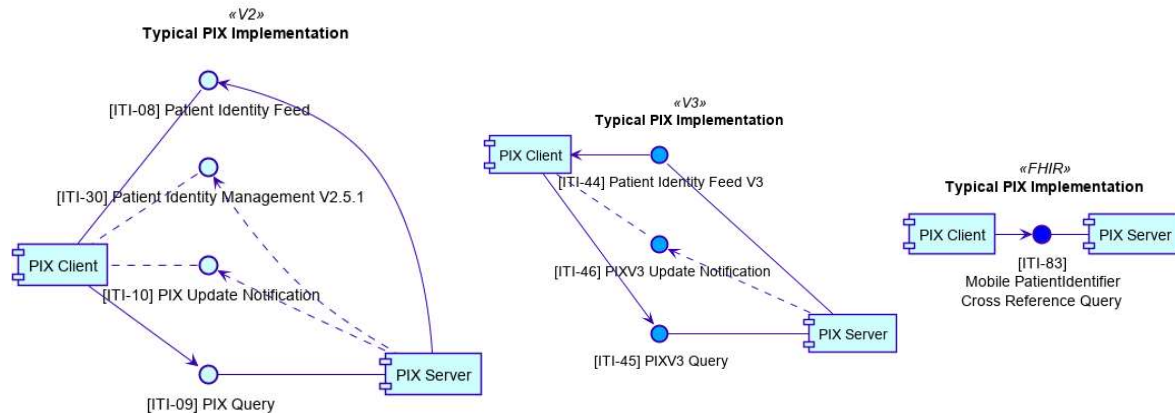 «V2»
Typical PIX Implementation
[ITI-08] Patient Identity Feed
[ITI-30] Patient Identity Management V2.5.1
PIX Client
[ITI-10] PIX Update Notification
PIX Server
[ITI-09] PIX Query
«V3»
Typical PIX Implementation
PIX Client
[ITI-44] Patient Identity Feed V3
[ITI-46] PIXV3 Update Notification
PIX Server
[ITI-45] PIXV3 Query
«FHIR»
Typical PIX Implementation
PIX Client
PIX Server
[ITI-83]
Mobile PatientIdentifier
Cross Reference Query